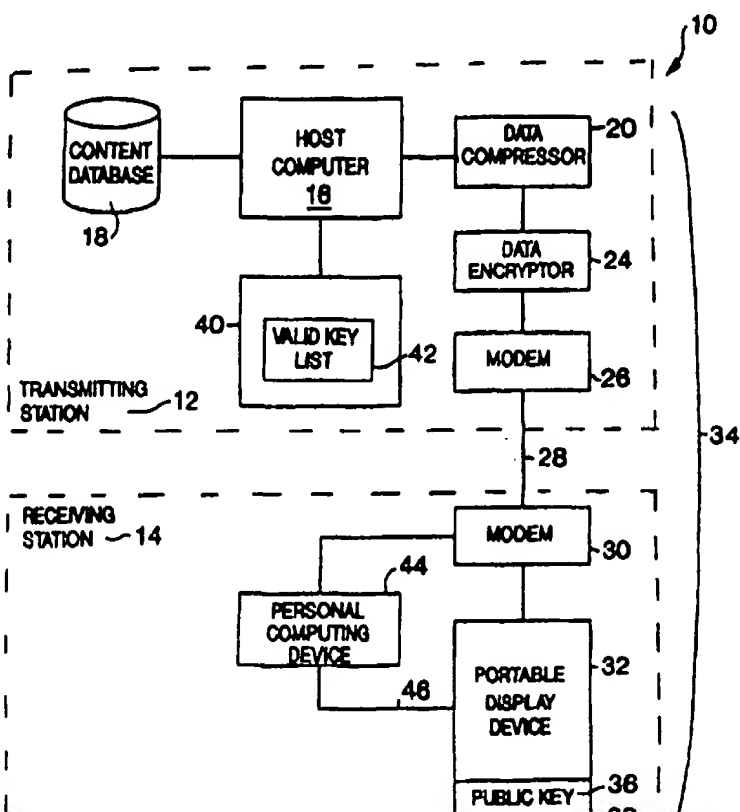 10
CONTENT
DATABASE
18
HOST
COMPUTER
16
DATA
COMPRESSOR
20
DATA
ENCRYPTOR
24
40
VALID KEY
LIST
42
MODEM
26
TRANSMITTING
STATION
12
28
34
RECEIVING
STATION
14
MODEM
30
44
PERSONAL
COMPUTING
DEVICE
46
PORTABLE
DISPLAY
DEVICE
32
PUBLIC KEY
36